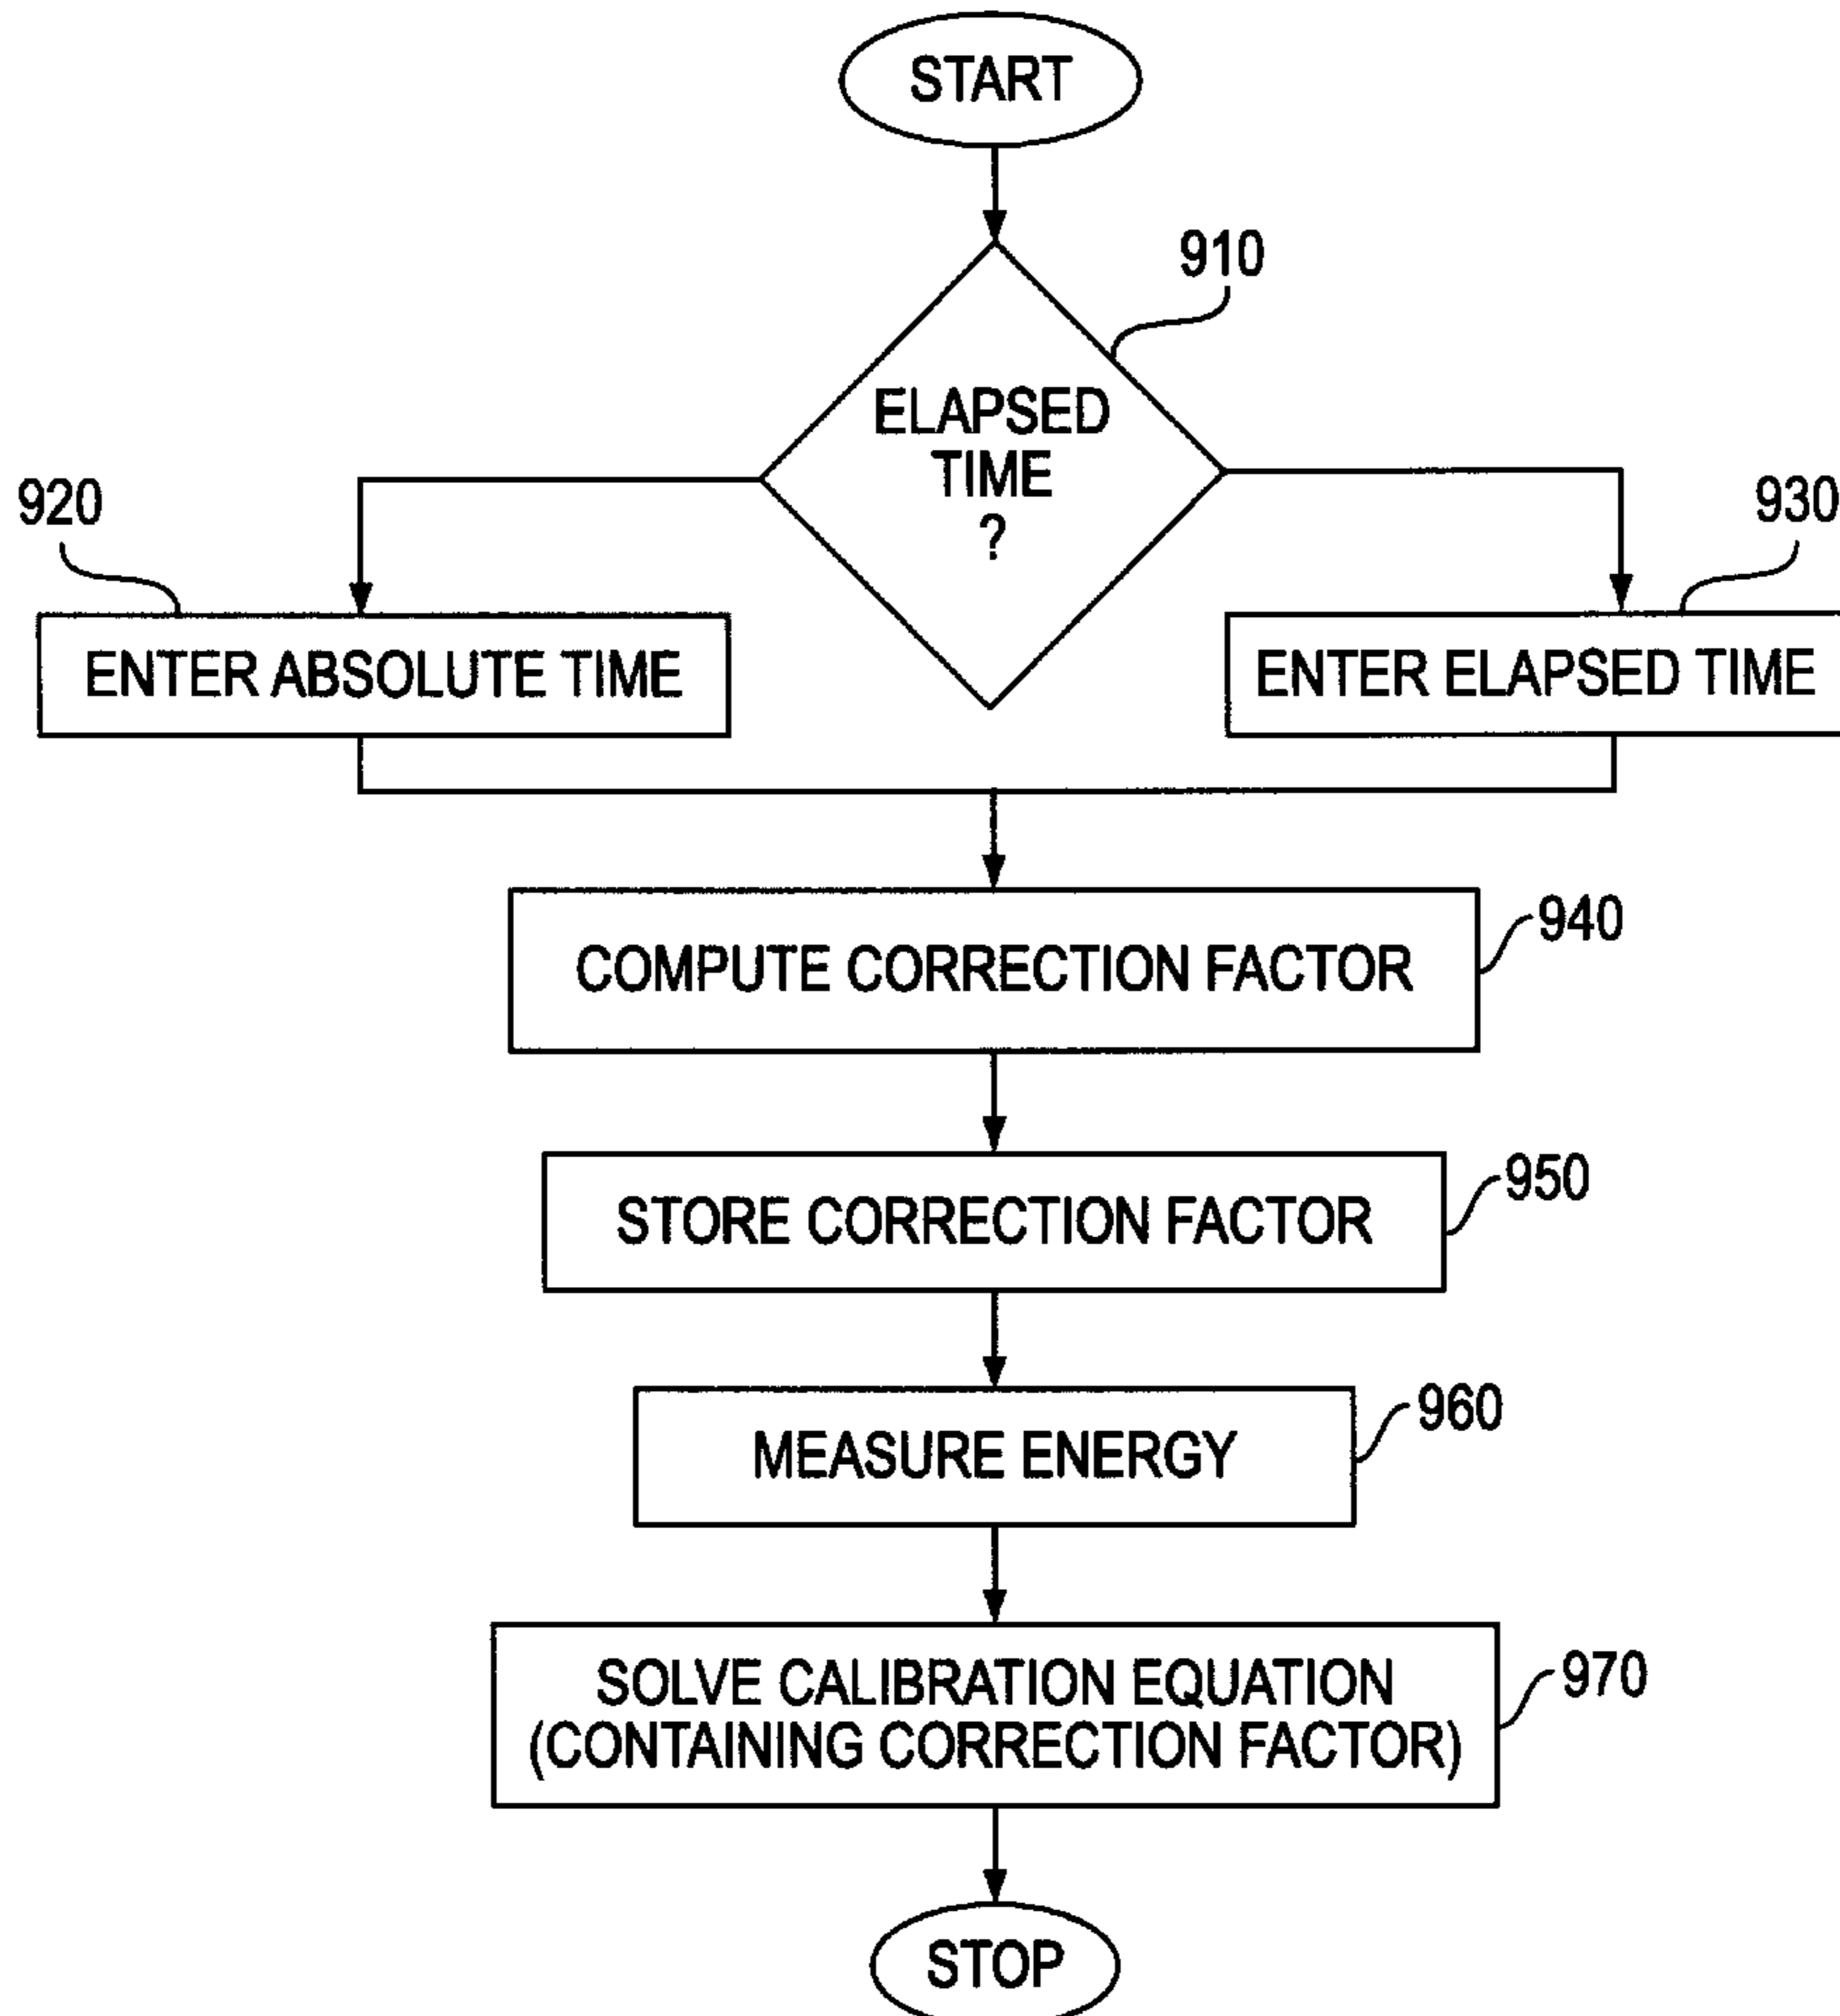 START
910
ELAPSED
TIME
?
920
930
ENTER ABSOLUTE TIME
ENTER ELAPSED TIME
COMPUTE CORRECTION FACTOR
940
STORE CORRECTION FACTOR
950
MEASURE ENERGY
960
SOLVE CALIBRATION EQUATION
(CONTAINING CORRECTION FACTOR)
970
STOP